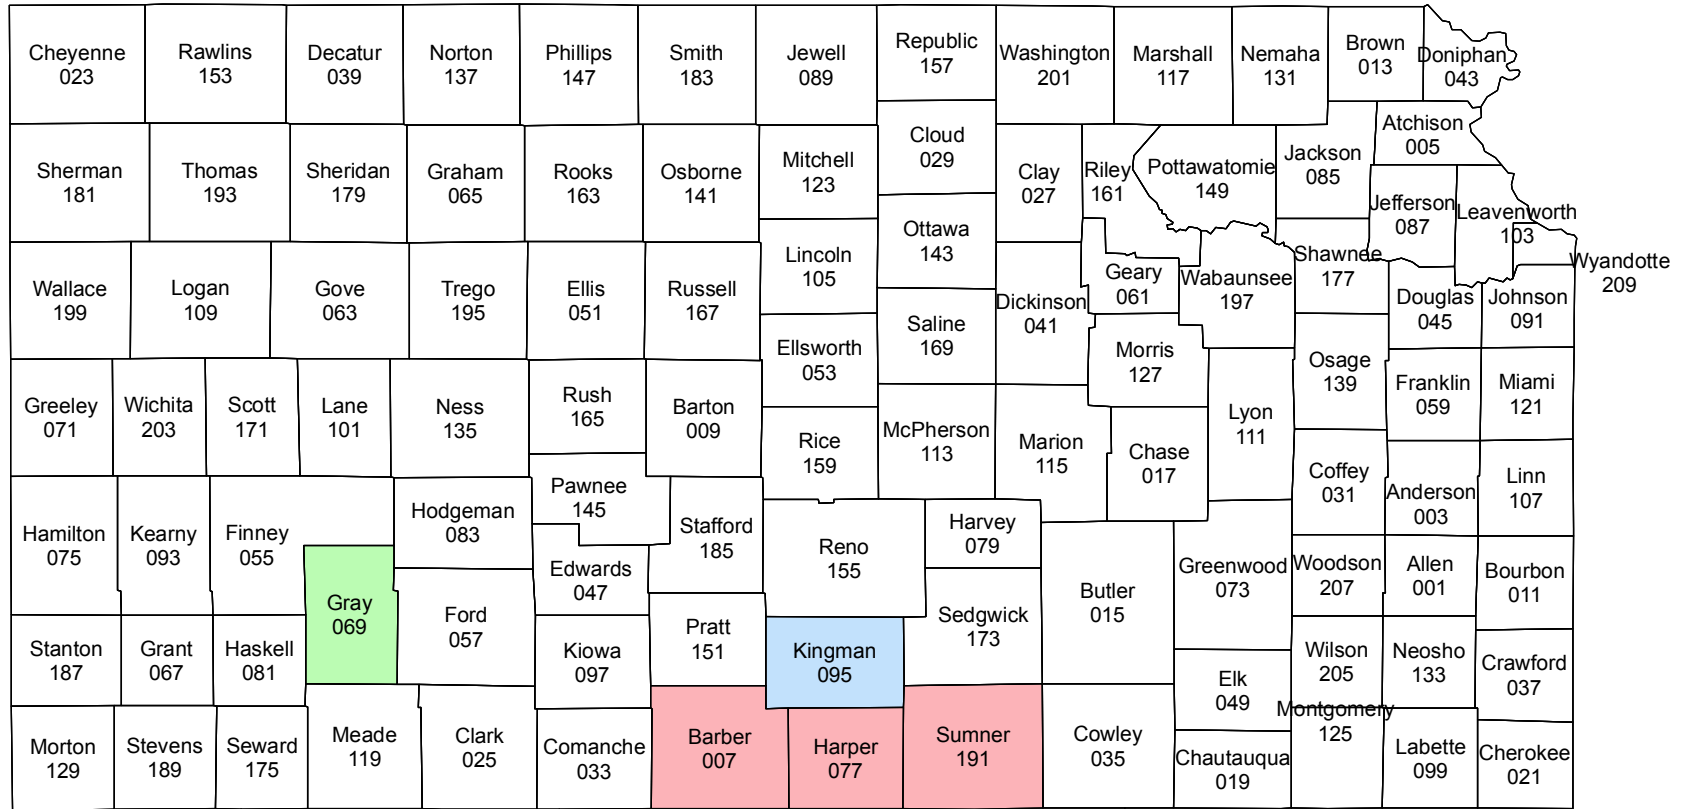 Cheyenne
023
Rawlins
153
Decatur
039
Norton
137
Phillips
147
Smith
183
Jewell
089
Republic
157
Washington
201
Marshall
117
Nemaha
131
Brown
013
Doniphan
043
Sherman
181
Thomas
193
Sheridan
179
Graham
065
Rooks
163
Osborne
141
Mitchell
123
Cloud
029
Clay
027
Riley
161
Pottawatomie
149
Jackson
085
Atchison
005
Jefferson
087
Leavenworth
103
Wyandotte
209
Wallace
199
Logan
109
Gove
063
Trego
195
Ellis
051
Russell
167
Lincoln
105
Ottawa
143
Saline
169
Dickinson
041
Geary
061
Wabaunsee
197
Shawnee
177
Douglas
045
Johnson
091
Greeley
071
Wichita
203
Scott
171
Lane
101
Ness
135
Rush
165
Barton
009
Ellsworth
053
Rice
159
McPherson
113
Marion
115
Morris
127
Chase
017
Lyon
111
Osage
139
Franklin
059
Miami
121
Coffey
031
Anderson
003
Linn
107
Hamilton
075
Kearny
093
Finney
055
Hodgeman
083
Pawnee
145
Edwards
047
Stafford
185
Reno
155
Harvey
079
Sedgwick
173
Butler
015
Greenwood
073
Woodson
207
Allen
001
Bourbon
011
Gray
069
Ford
057
Stanton
187
Grant
067
Haskell
081
Kiowa
097
Pratt
151
Kingman
095
Elk
049
Wilson
205
Neosho
133
Crawford
037
Morton
129
Stevens
189
Seward
175
Meade
119
Clark
025
Comanche
033
Barber
007
Harper
077
Sumner
191
Cowley
035
Chautauqua
019
Montgomery
125
Labette
099
Cherokee
021